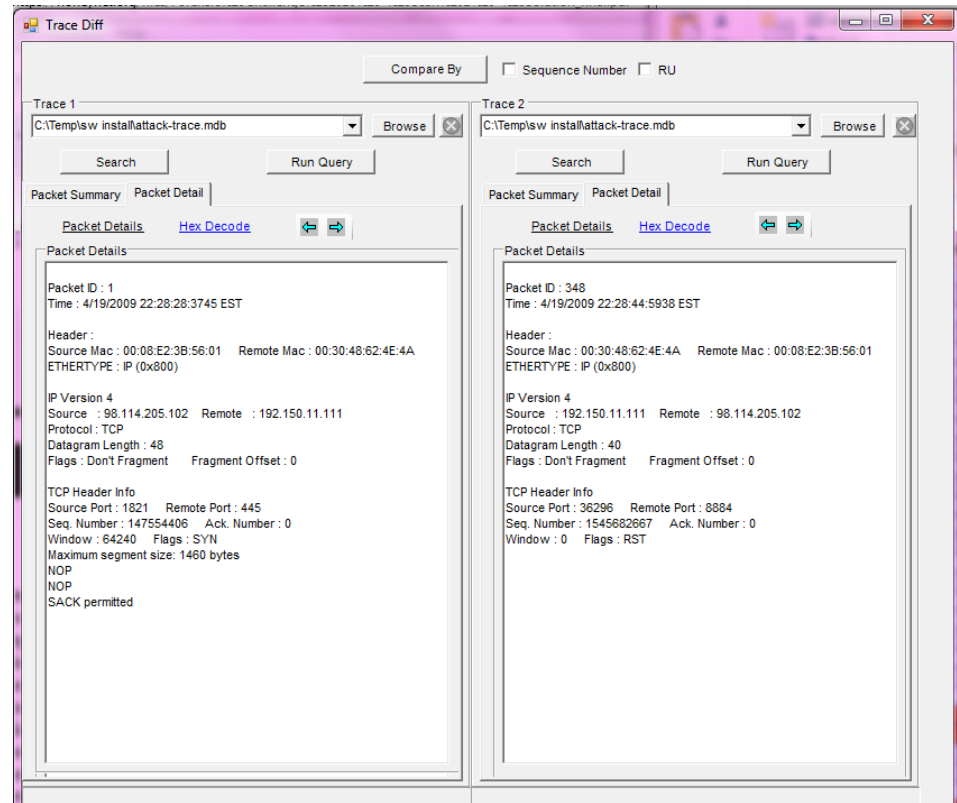 Trace Diff
Compare By
Sequence Number
RU
Trace 1
C:\Temp\sw install\attack-trace.mdb
Browse
Search
Run Query
Packet Summary
Packet Detail
Packet Details
Hex Decode
Packet Details
Packet ID : 1
Time : 4/19/2009 22:28:28:3745 EST
Header :
Source Mac : 00:08:E2:3B:56:01 Remote Mac : 00:30:48:62:4E:4A
ETHERTYPE : IP (0x800)
IP Version 4
Source : 98.114.205.102 Remote : 192.150.11.111
Protocol : TCP
Datagram Length : 48
Flags : Don't Fragment Fragment Offset : 0
TCP Header Info
Source Port : 1821 Remote Port : 445
Seq. Number : 147554406 Ack. Number : 0
Window : 64240 Flags : SYN
Maximum segment size: 1460 bytes
NOP
NOP
SACK permitted
Trace 2
C:\Temp\sw install\attack-trace.mdb
Browse
Search
Run Query
Packet Summary
Packet Detail
Packet Details
Hex Decode
Packet Details
Packet ID : 348
Time : 4/19/2009 22:28:44:5938 EST
Header :
Source Mac : 00:30:48:62:4E:4A Remote Mac : 00:08:E2:3B:56:01
ETHERTYPE : IP (0x800)
IP Version 4
Source : 192.150.11.111 Remote : 98.114.205.102
Protocol : TCP
Datagram Length : 40
Flags : Don't Fragment Fragment Offset : 0
TCP Header Info
Source Port : 36296 Remote Port : 8884
Seq. Number : 1545682667 Ack. Number : 0
Window : 0 Flags : RST